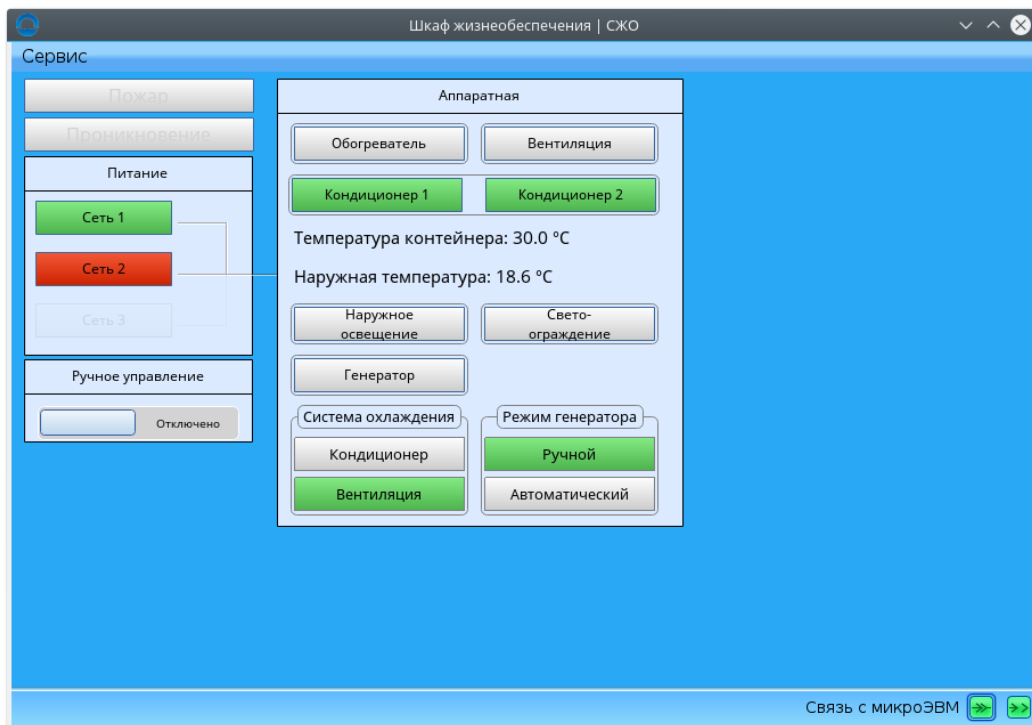 Шкаф жизнеобеспечения | СЖО
Сервис
Пожар
Проникновение
Питание
Сеть 1
Сеть 2
Сеть 3
Ручное управление
Отключено
Аппаратная
Обогреватель
Вентиляция
Кондиционер 1
Кондиционер 2
Температура контейнера: 30.0 °C
Наружная температура: 18.6 °C
Наружное
освещение
Свето-
ограждение
Генератор
Система охлаждения
Кондиционер
Вентиляция
Режим генератора
Ручной
Автоматический
Связь с микроЭВМ